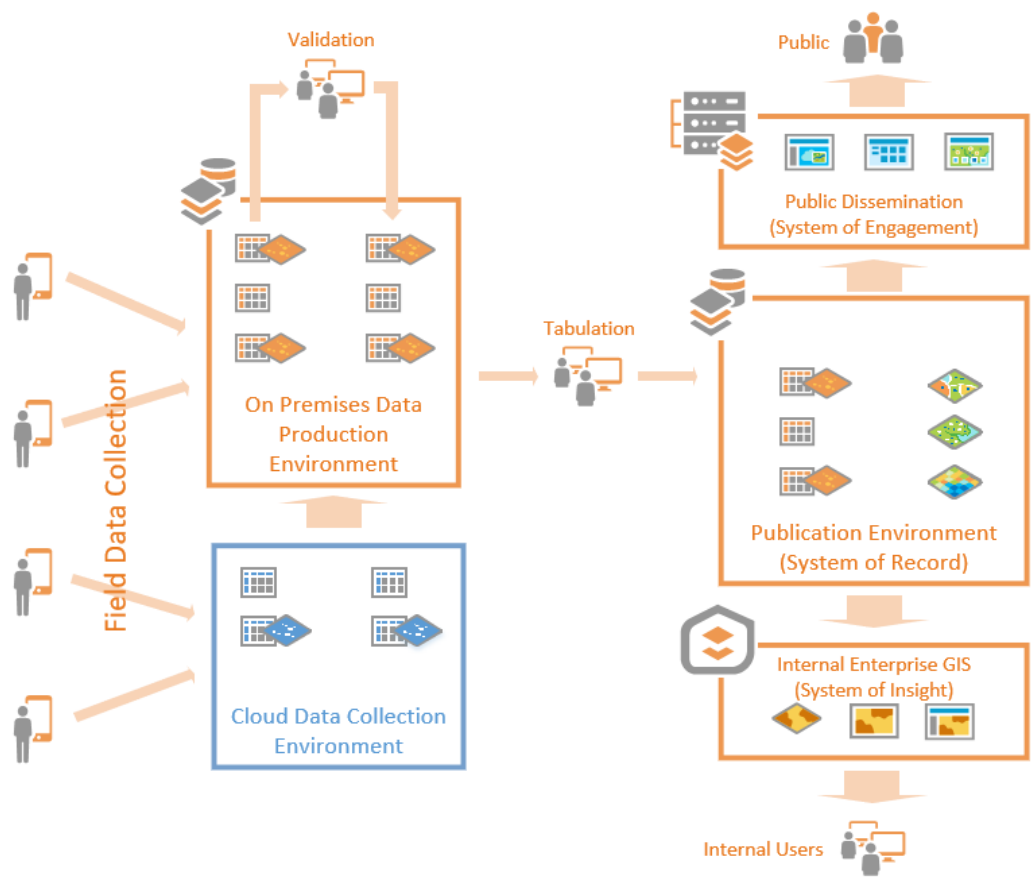 Validation
Public
Public Dissemination
(System of Engagement)
Field Data Collection
On Premises Data
Production
Environment
Tabulation
Publication Environment
(System of Record)
Cloud Data Collection
Environment
Internal Enterprise GIS
(System of Insight)
Internal Users